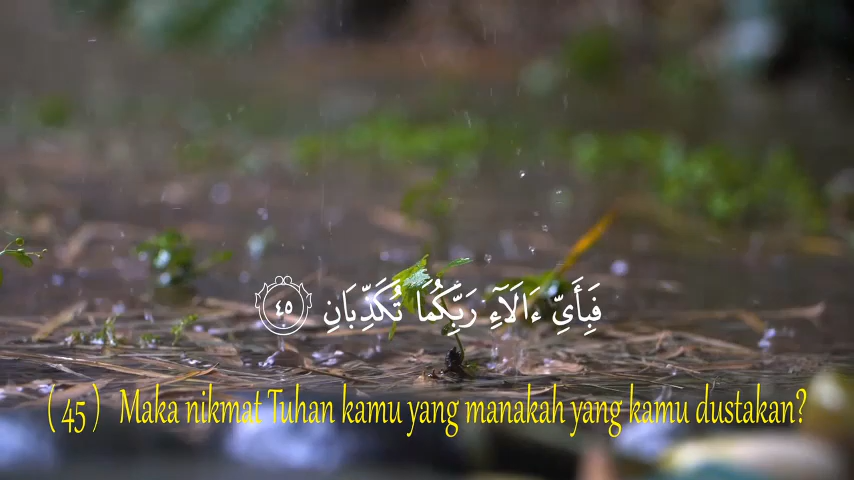 فَبِأَيِّ ءَالَآءِ رَبِّكُمَا تُكَذِّبَانِ ٤٥
( 45 ) Maka nikmat Tuhan kamu yang manakah yang kamu dustakan?